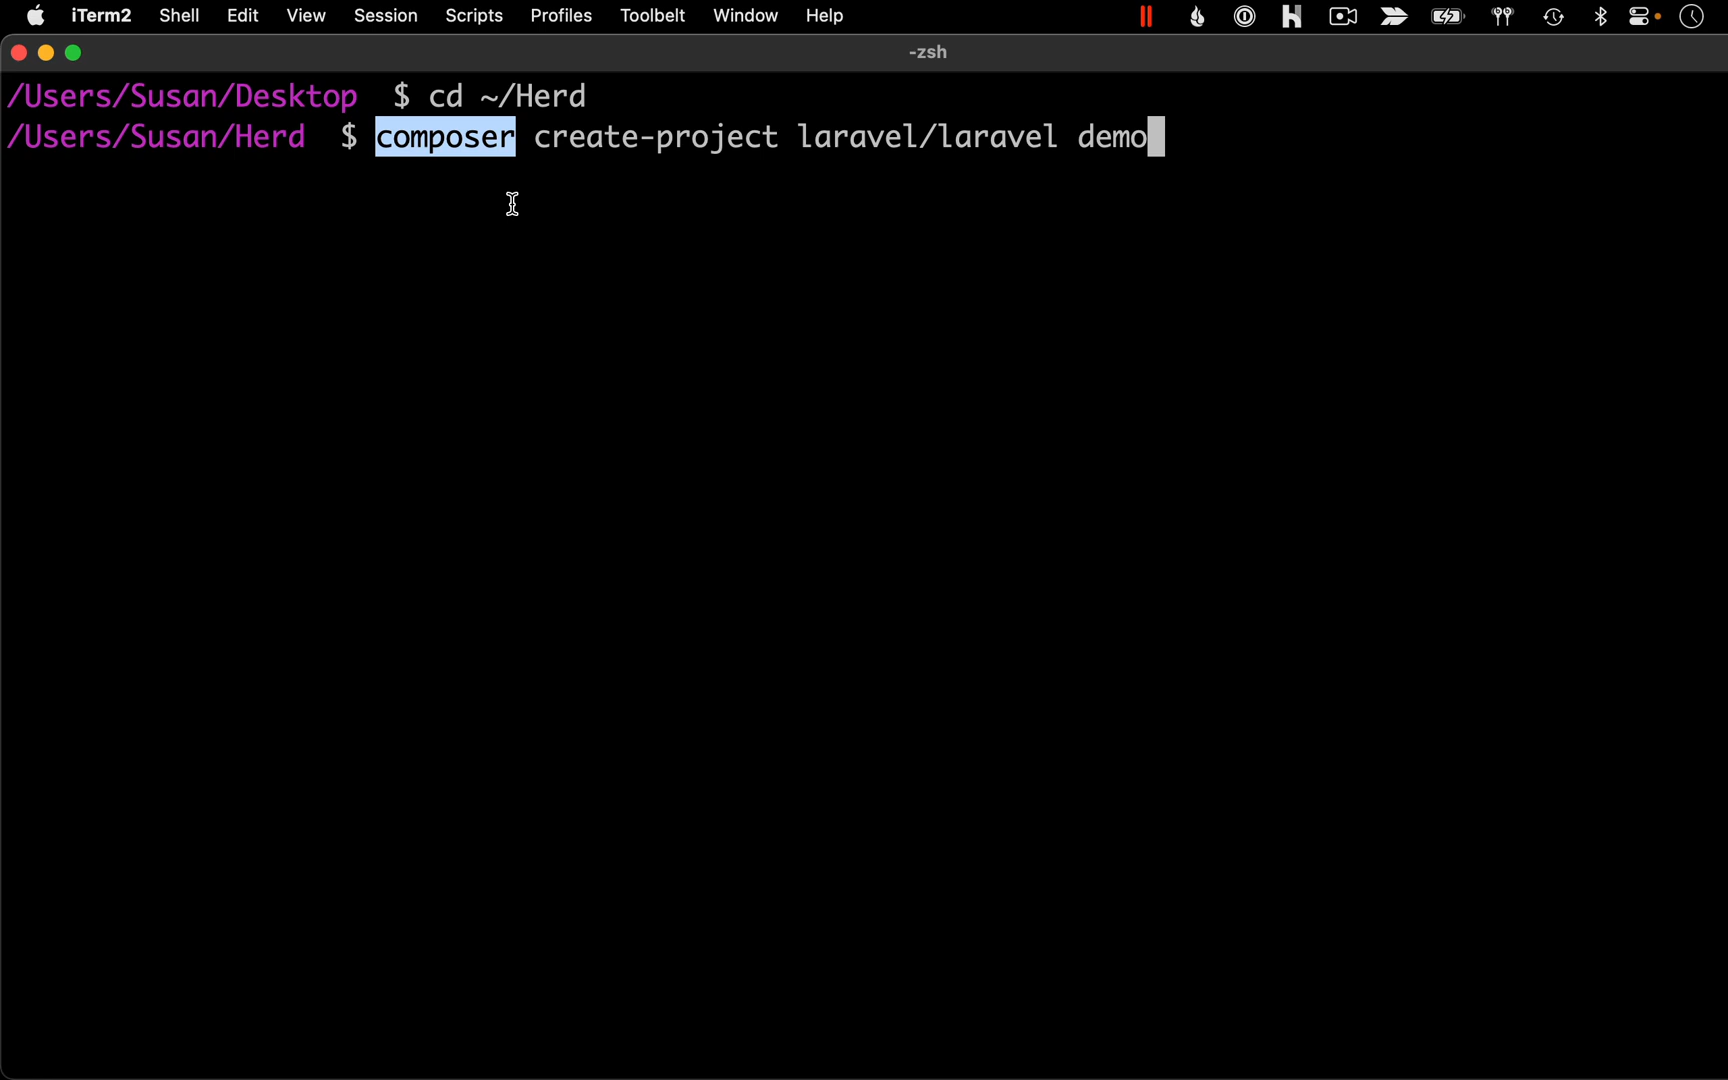 iTerm2 Shell Edit View Session Scripts Profiles Toolbelt Window Help
-zsh
/Users/Susan/Desktop $ cd ~/Herd
/Users/Susan/Herd $ composer create-project laravel/laravel demo